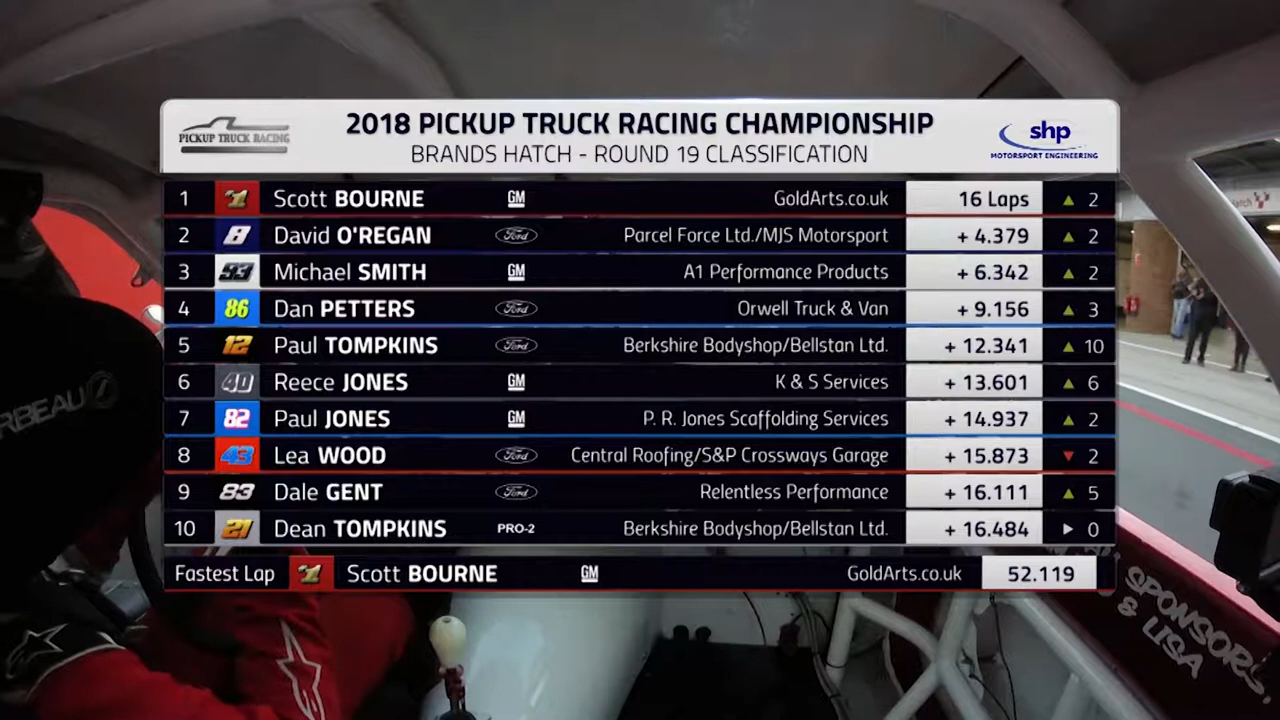 PICKUP TRUCK RACING
2018 PICKUP TRUCK RACING CHAMPIONSHIP
BRANDS HATCH - ROUND 19 CLASSIFICATION
shp
MOTORSPORT ENGINEERING
1 1 Scott BOURNE GM GoldArts.co.uk 16 Laps ▲ 2
2 8 David O'REGAN Ford Parcel Force Ltd./MJS Motorsport + 4.379 ▲ 2
3 93 Michael SMITH GM A1 Performance Products + 6.342 ▲ 2
4 86 Dan PETTERS Ford Orwell Truck & Van + 9.156 ▲ 3
5 12 Paul TOMPKINS Ford Berkshire Bodyshop/Bellstan Ltd. + 12.341 ▲ 10
6 40 Reece JONES GM K & S Services + 13.601 ▲ 6
7 82 Paul JONES GM P. R. Jones Scaffolding Services + 14.937 ▲ 2
8 43 Lea WOOD Ford Central Roofing/S&P Crossways Garage + 15.873 ▼ 2
9 83 Dale GENT Ford Relentless Performance + 16.111 ▲ 5
10 21 Dean TOMPKINS PRO-2 Berkshire Bodyshop/Bellstan Ltd. + 16.484 ► 0
Fastest Lap 1 Scott BOURNE GM GoldArts.co.uk 52.119
RBEAU
SPONSORS,
& LISA